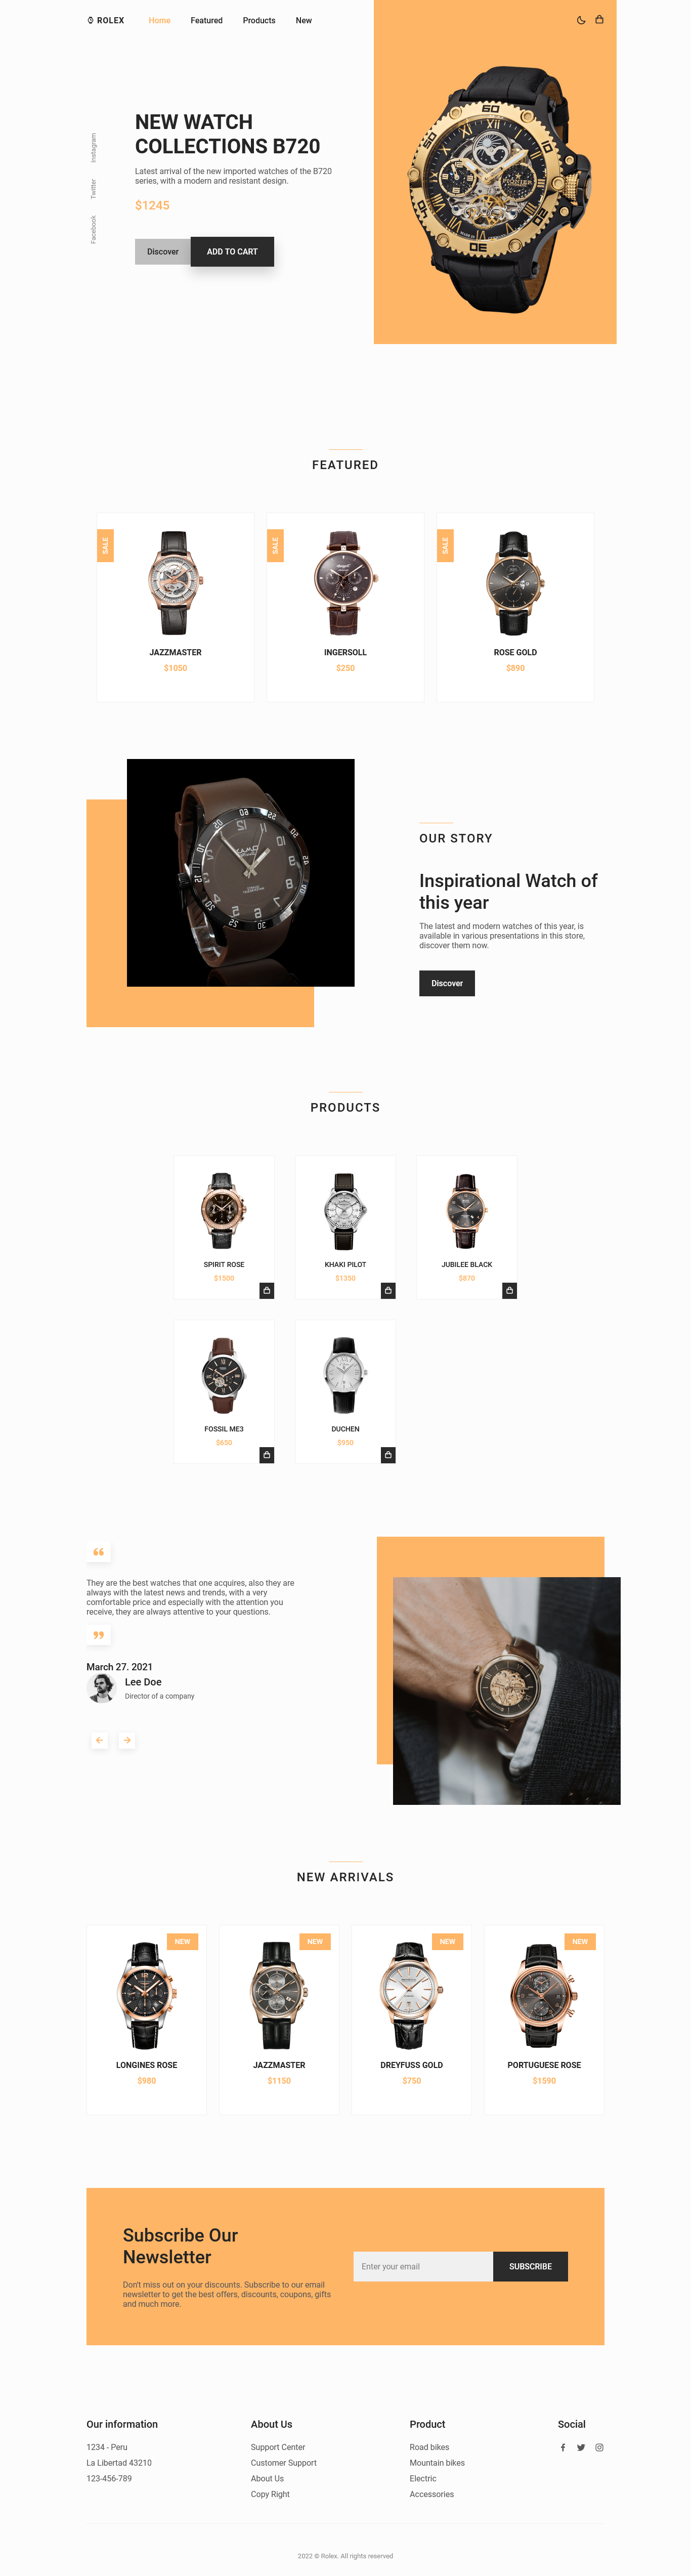 ROLEX
Home
Featured
Products
New
Instagram
Twitter
Facebook
NEW WATCH
COLLECTIONS B720
Latest arrival of the new imported watches of the B720
series, with a modern and resistant design.
$1245
Discover
ADD TO CART
FEATURED
SALE
JAZZMASTER
$1050
SALE
INGERSOLL
$250
SALE
ROSE GOLD
$890
OUR STORY
Inspirational Watch of
this year
The latest and modern watches of this year, is
available in various presentations in this store,
discover them now.
Discover
PRODUCTS
SPIRIT ROSE
$1500
KHAKI PILOT
$1350
JUBILEE BLACK
$870
FOSSIL ME3
$650
DUCHEN
$950
They are the best watches that one acquires, also they are
always with the latest news and trends, with a very
comfortable price and especially with the attention you
receive, they are always attentive to your questions.
March 27. 2021
Lee Doe
Director of a company
NEW ARRIVALS
NEW
LONGINES ROSE
$980
NEW
JAZZMASTER
$1150
NEW
DREYFUSS GOLD
$750
NEW
PORTUGUESE ROSE
$1590
Subscribe Our
Newsletter
Don't miss out on your discounts. Subscribe to our email
newsletter to get the best offers, discounts, coupons, gifts
and much more.
Enter your email
SUBSCRIBE
Our information
1234 - Peru
La Libertad 43210
123-456-789
About Us
Support Center
Customer Support
About Us
Copy Right
Product
Road bikes
Mountain bikes
Electric
Accessories
Social
2022 © Rolex. All rights reserved